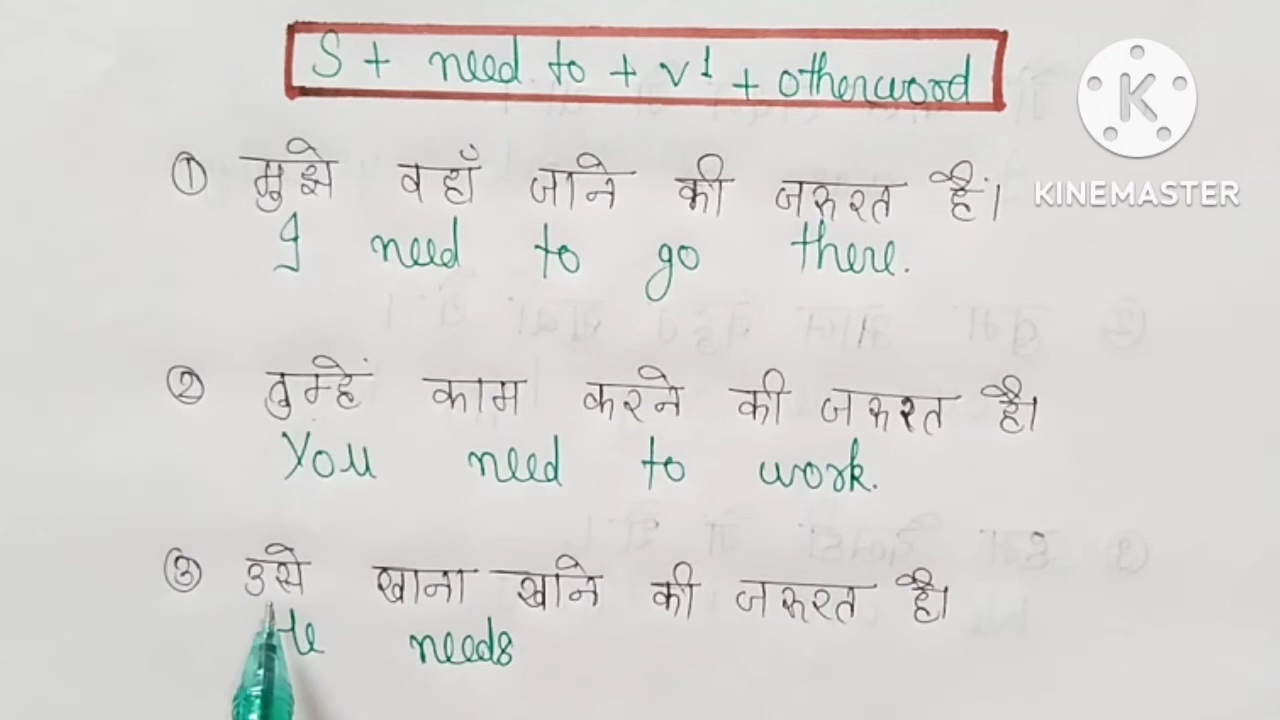 S + need to + V1 + otherword
① मुझे वहाँ जाने की जरुरत हैं।
I need to go there.
KINEMASTER
② तुम्हें काम करने की जरुरत है।
You need to work.
③ उसे खाना खाने की जरुरत है।
He needs